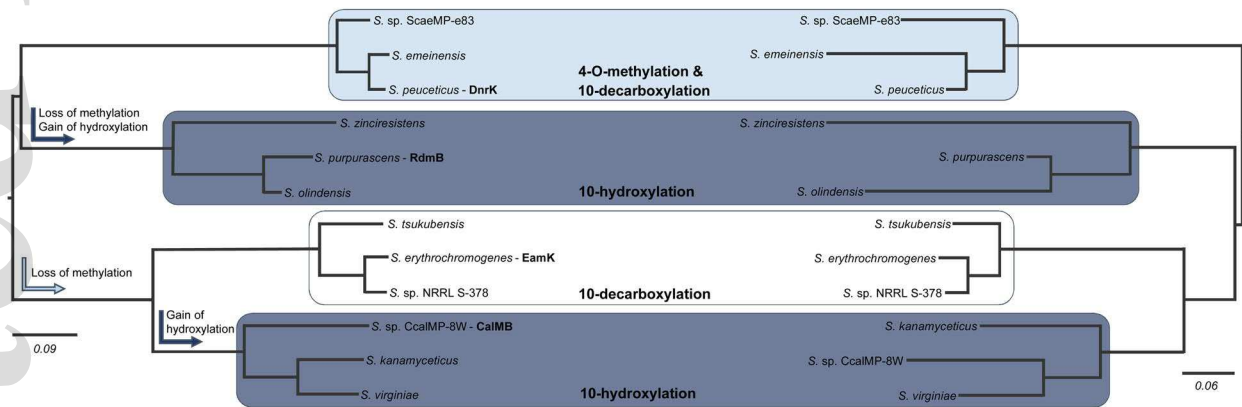 S. sp. ScaeMP-e83
S. sp. ScaeMP-e83
S. emeinensis
S. emeinensis
4-O-methylation &
10-decarboxylation
S. peuceticus - DnrK
S. peuceticus
Loss of methylation
Gain of hydroxylation
S. zinciresistens
S. zinciresistens
S. purpurascens - RdmB
S. purpurascens
S. olindensis
10-hydroxylation
S. olindensis
S. tsukubensis
S. tsukubensis
S. erythrochromogenes - EamK
S. erythrochromogenes
Loss of methylation
S. sp. NRRL S-378
10-decarboxylation
S. sp. NRRL S-378
Gain of
hydroxylation
S. sp. CcalMP-8W - CalMB
S. kanamyceticus
0.09
S. kanamyceticus
S. sp. CcalMP-8W
0.06
S. virginiae
10-hydroxylation
S. virginiae